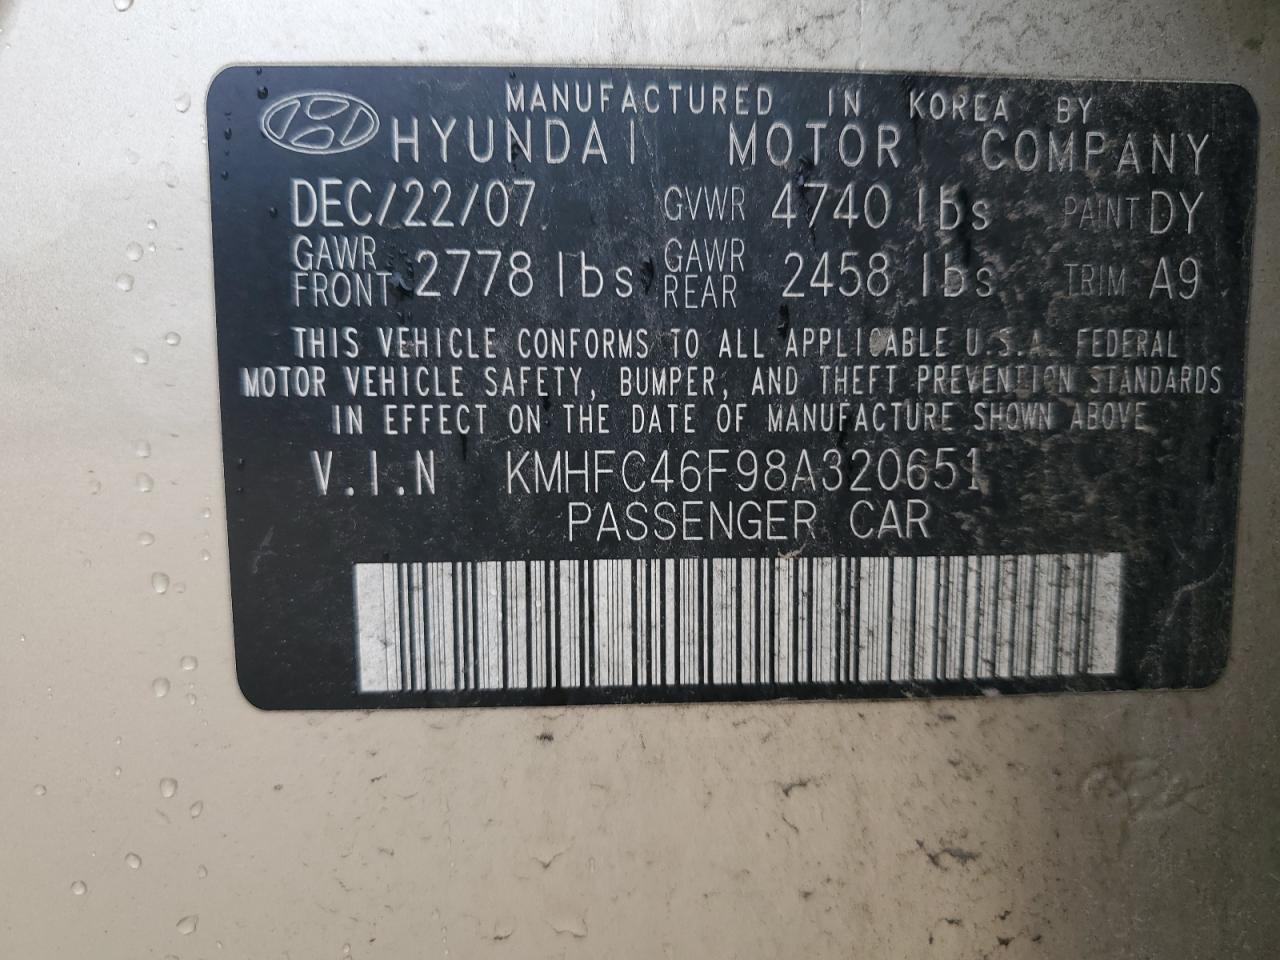 MANUFACTURED IN KOREA BY
HYUNDAI MOTOR COMPANY
DEC/22/07 GVWR 4740 lbs PAINT DY
GAWR FRONT 2778 lbs GAWR REAR 2458 lbs TRIM A9
THIS VEHICLE CONFORMS TO ALL APPLICABLE U.S.A. FEDERAL
MOTOR VEHICLE SAFETY, BUMPER, AND THEFT PREVENTION STANDARDS
IN EFFECT ON THE DATE OF MANUFACTURE SHOWN ABOVE
V.I.N KMHFC46F98A320651
PASSENGER CAR